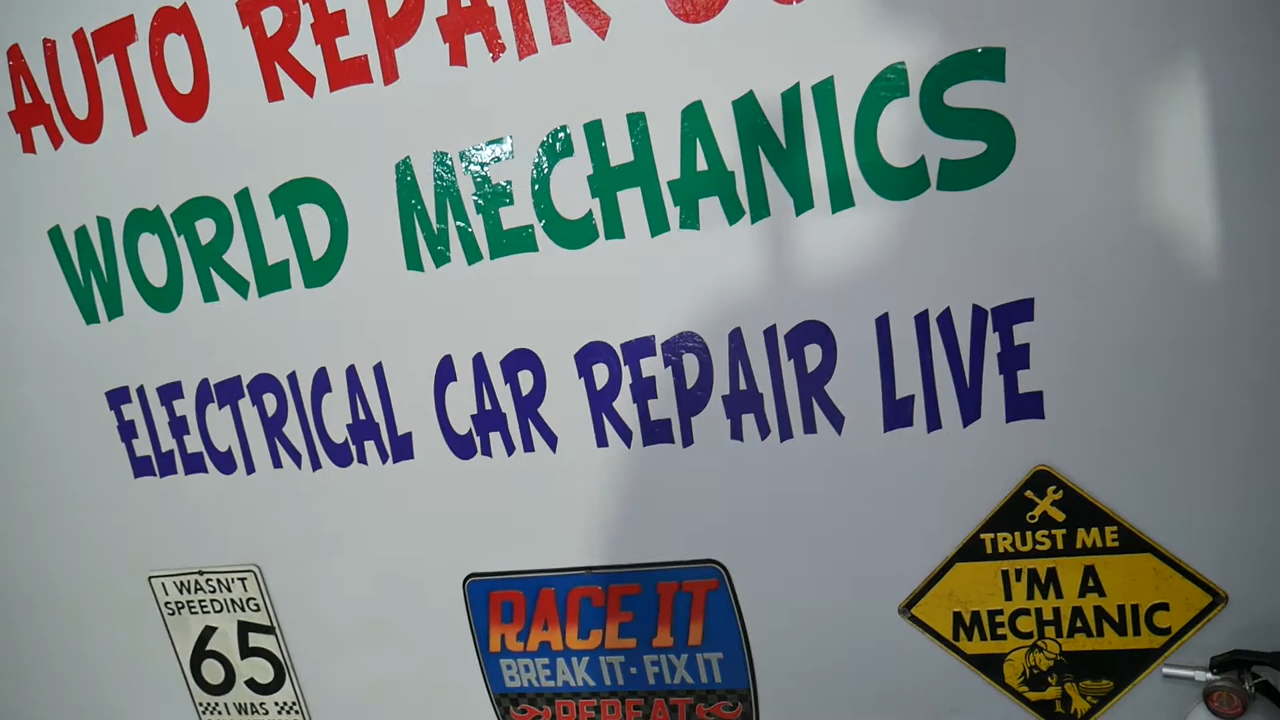 AUTO REPAIR
WORLD MECHANICS
ELECTRICAL CAR REPAIR LIVE
I WASN'T
SPEEDING
65
I WAS
RACE IT
BREAK IT · FIX IT
REPEAT
TRUST ME
I'M A
MECHANIC